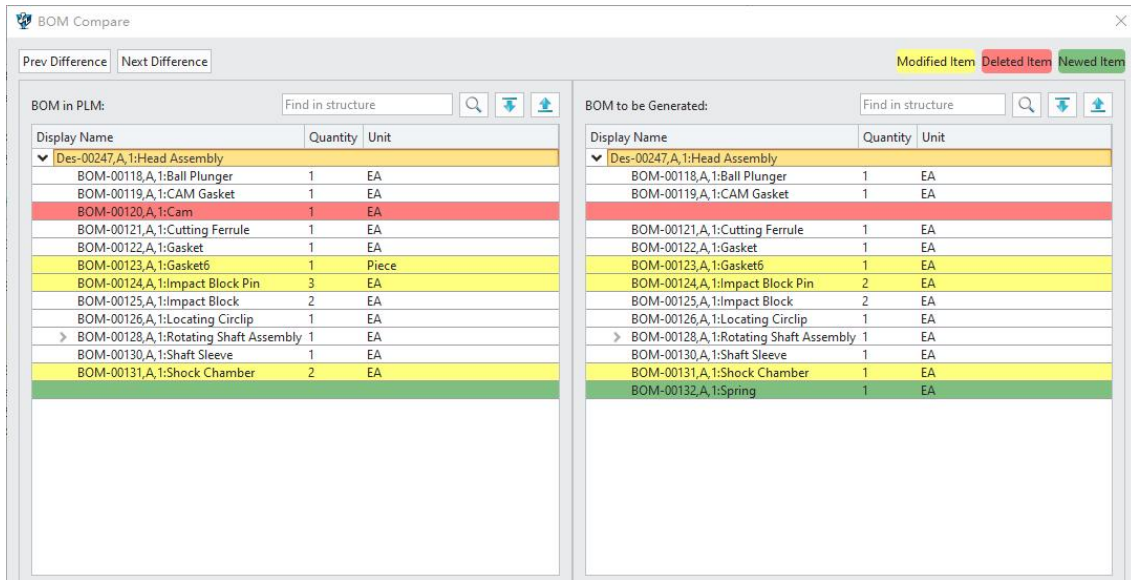 BOM Compare
Prev Difference Next Difference Modified Item Deleted Item Newed Item
BOM in PLM: Find in structure
Display Name Quantity Unit
Des-00247,A,1:Head Assembly
BOM-00118,A,1:Ball Plunger 1 EA
BOM-00119,A,1:CAM Gasket 1 EA
BOM-00120,A,1:Cam 1 EA
BOM-00121,A,1:Cutting Ferrule 1 EA
BOM-00122,A,1:Gasket 1 EA
BOM-00123,A,1:Gasket6 1 Piece
BOM-00124,A,1:Impact Block Pin 3 EA
BOM-00125,A,1:Impact Block 2 EA
BOM-00126,A,1:Locating Circlip 1 EA
BOM-00128,A,1:Rotating Shaft Assembly 1 EA
BOM-00130,A,1:Shaft Sleeve 1 EA
BOM-00131,A,1:Shock Chamber 2 EA
BOM to be Generated: Find in structure
Display Name Quantity Unit
Des-00247,A,1:Head Assembly
BOM-00118,A,1:Ball Plunger 1 EA
BOM-00119,A,1:CAM Gasket 1 EA
BOM-00121,A,1:Cutting Ferrule 1 EA
BOM-00122,A,1:Gasket 1 EA
BOM-00123,A,1:Gasket6 1 EA
BOM-00124,A,1:Impact Block Pin 2 EA
BOM-00125,A,1:Impact Block 2 EA
BOM-00126,A,1:Locating Circlip 1 EA
BOM-00128,A,1:Rotating Shaft Assembly 1 EA
BOM-00130,A,1:Shaft Sleeve 1 EA
BOM-00131,A,1:Shock Chamber 1 EA
BOM-00132,A,1:Spring 1 EA